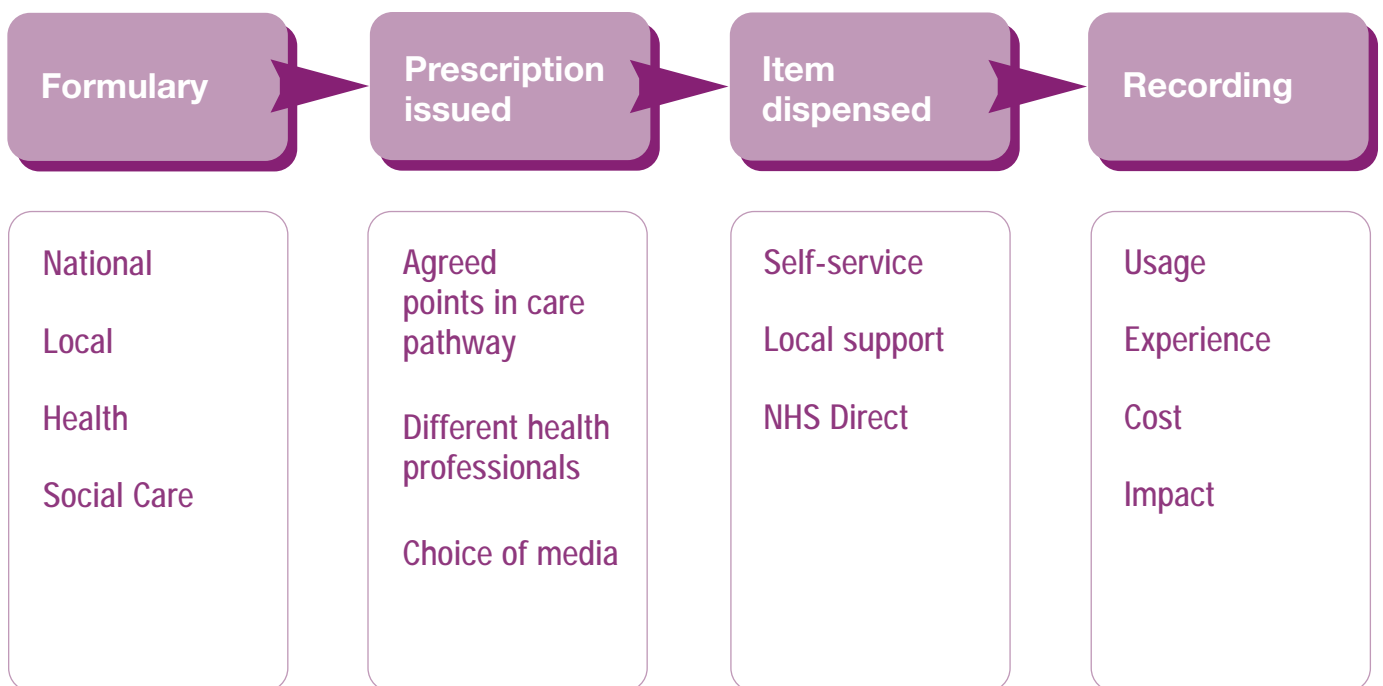 Formulary
Prescription
issued
Item
dispensed
Recording
National
Local
Health
Social Care
Agreed
points in care
pathway
Different health
professionals
Choice of media
Self-service
Local support
NHS Direct
Usage
Experience
Cost
Impact